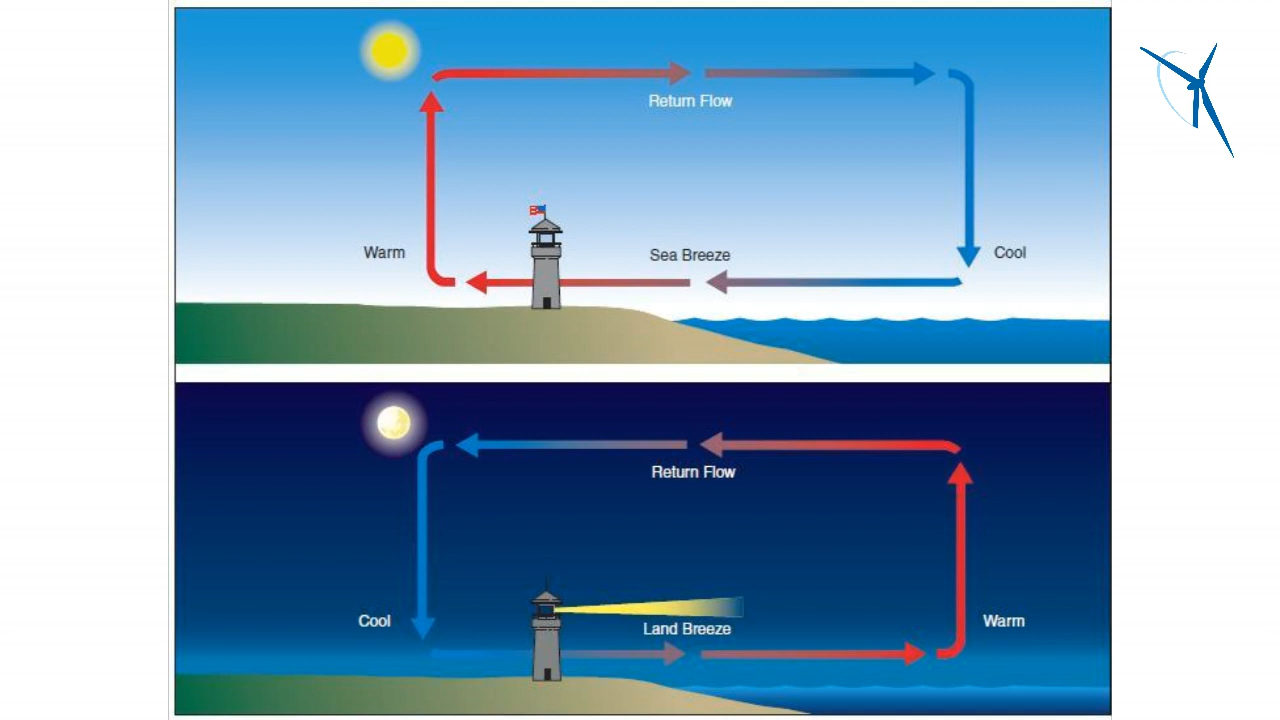 Return Flow
Warm
Sea Breeze
Cool
Return Flow
Cool
Land Breeze
Warm